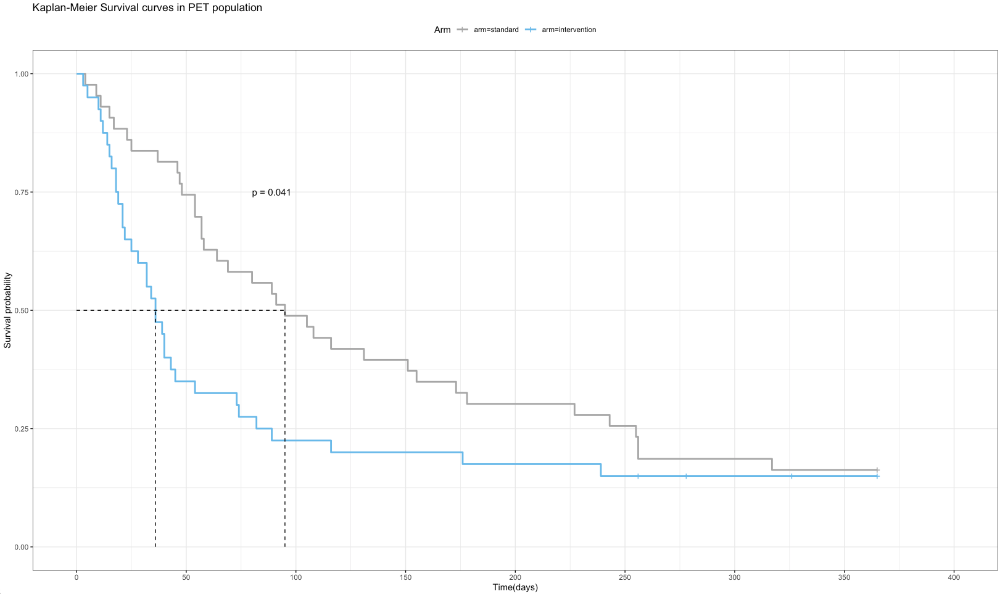 Kaplan-Meier Survival curves in PET population
Arm arm=standard arm=intervention
1.00
0.75
0.50
0.25
0.00
Survival probability
p = 0.041
0 50 100 150 200 250 300 350 400
Time(days)